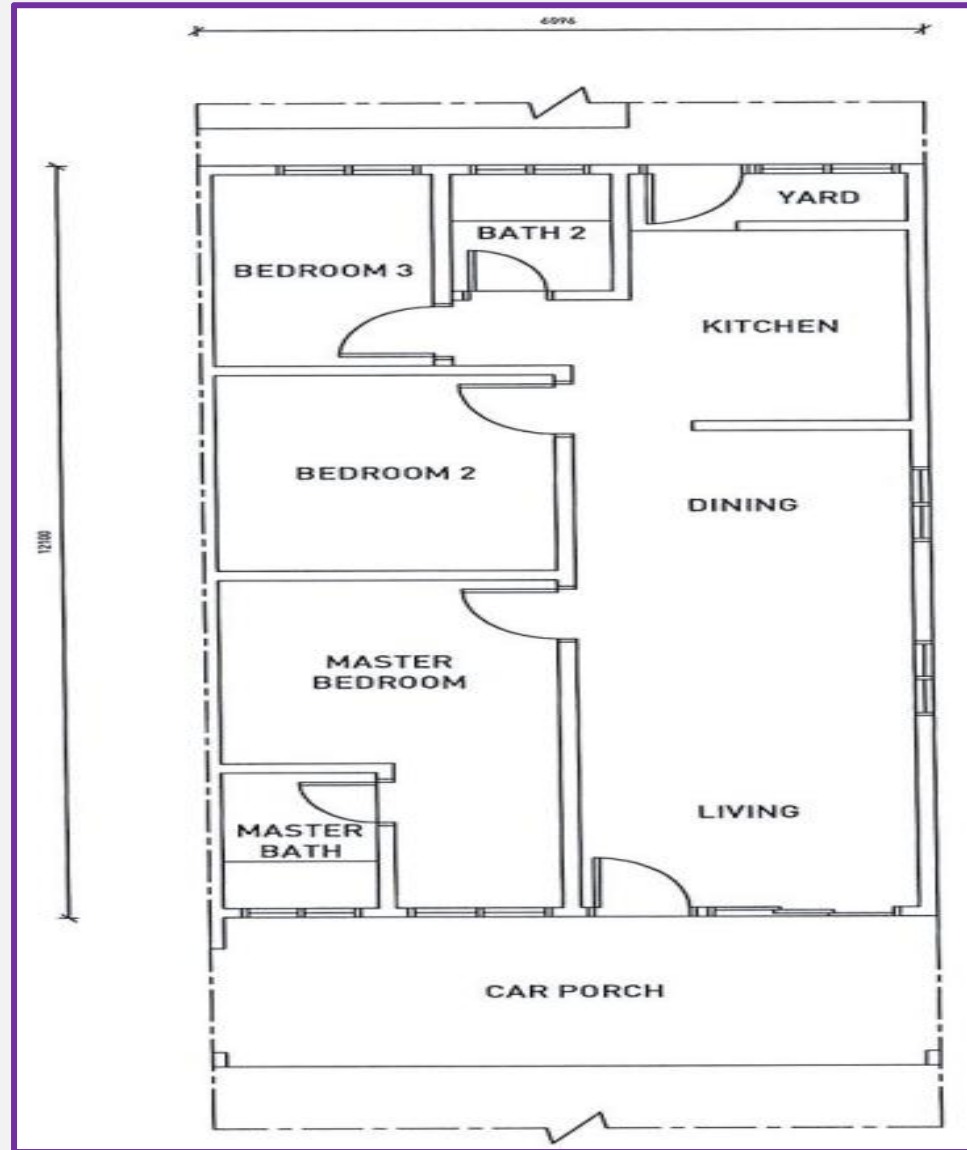 6096
YARD
BATH 2
BEDROOM 3
KITCHEN
BEDROOM 2
DINING
12100
MASTER
BEDROOM
LIVING
MASTER
BATH
CAR PORCH